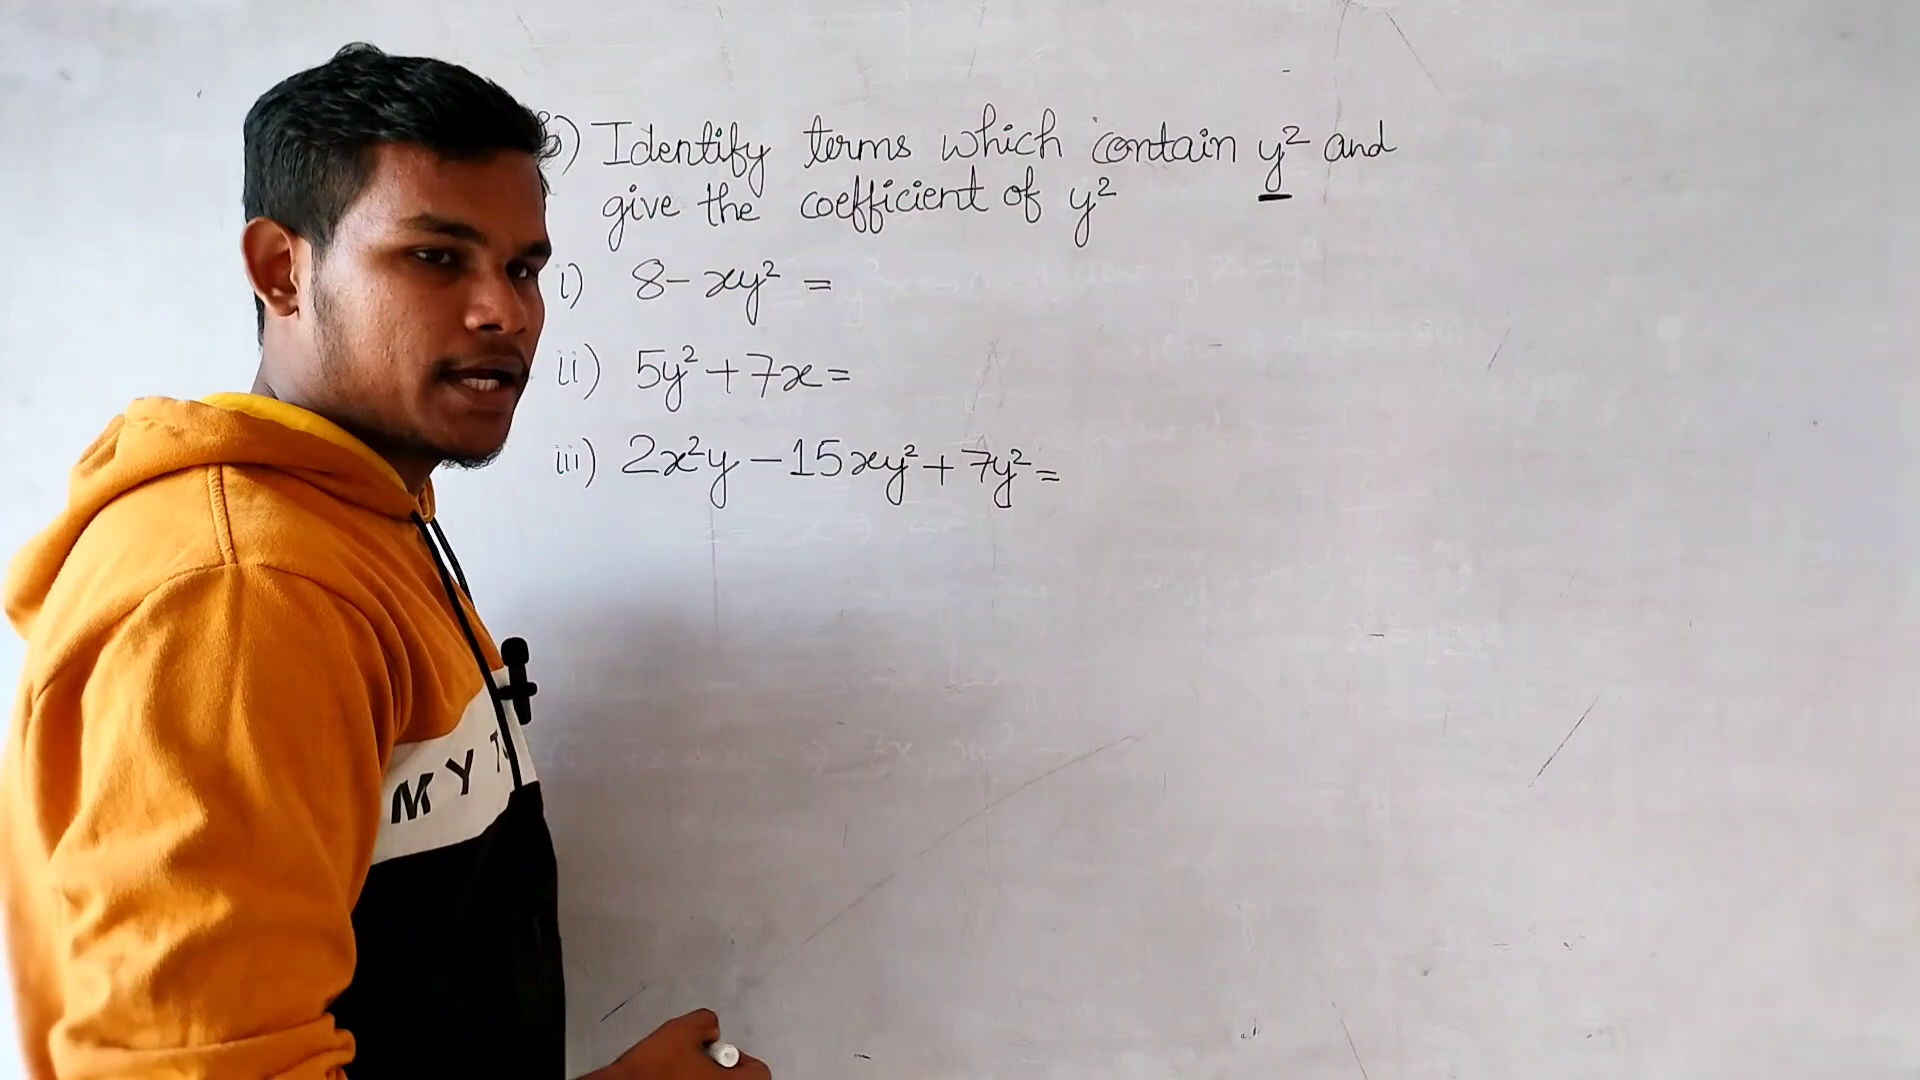 b) Identify terms which contain y² and
give the coefficient of y²
i) 8 - xy² =
ii) 5y² + 7x =
iii) 2x²y - 15xy² + 7y² =
MY